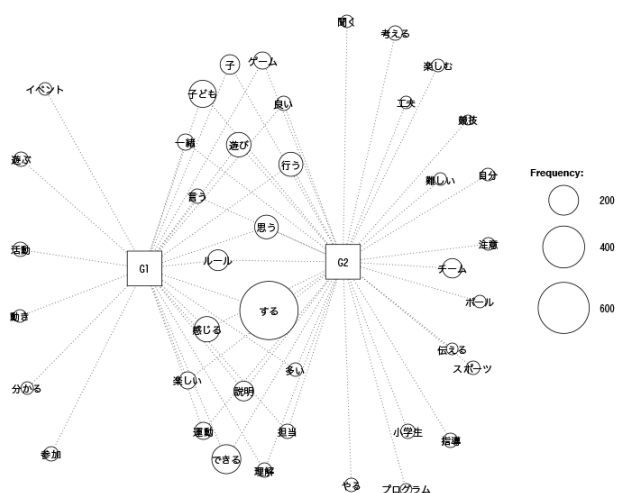 聞く
考える
ゲーム
子
楽しむ
イベント
子ども
良い
工夫
競技
一緒
遊び
遊ぶ
行う
難しい
自分
Frequency:
言う
200
思う
注意
活動
400
ルール
G1
G2
チーム
ボール
する
600
動き
感じる
伝える
スポーツ
多い
楽しい
分かる
説明
運動
担当
小学生
指導
参加
できる
理解
やる
プログラム